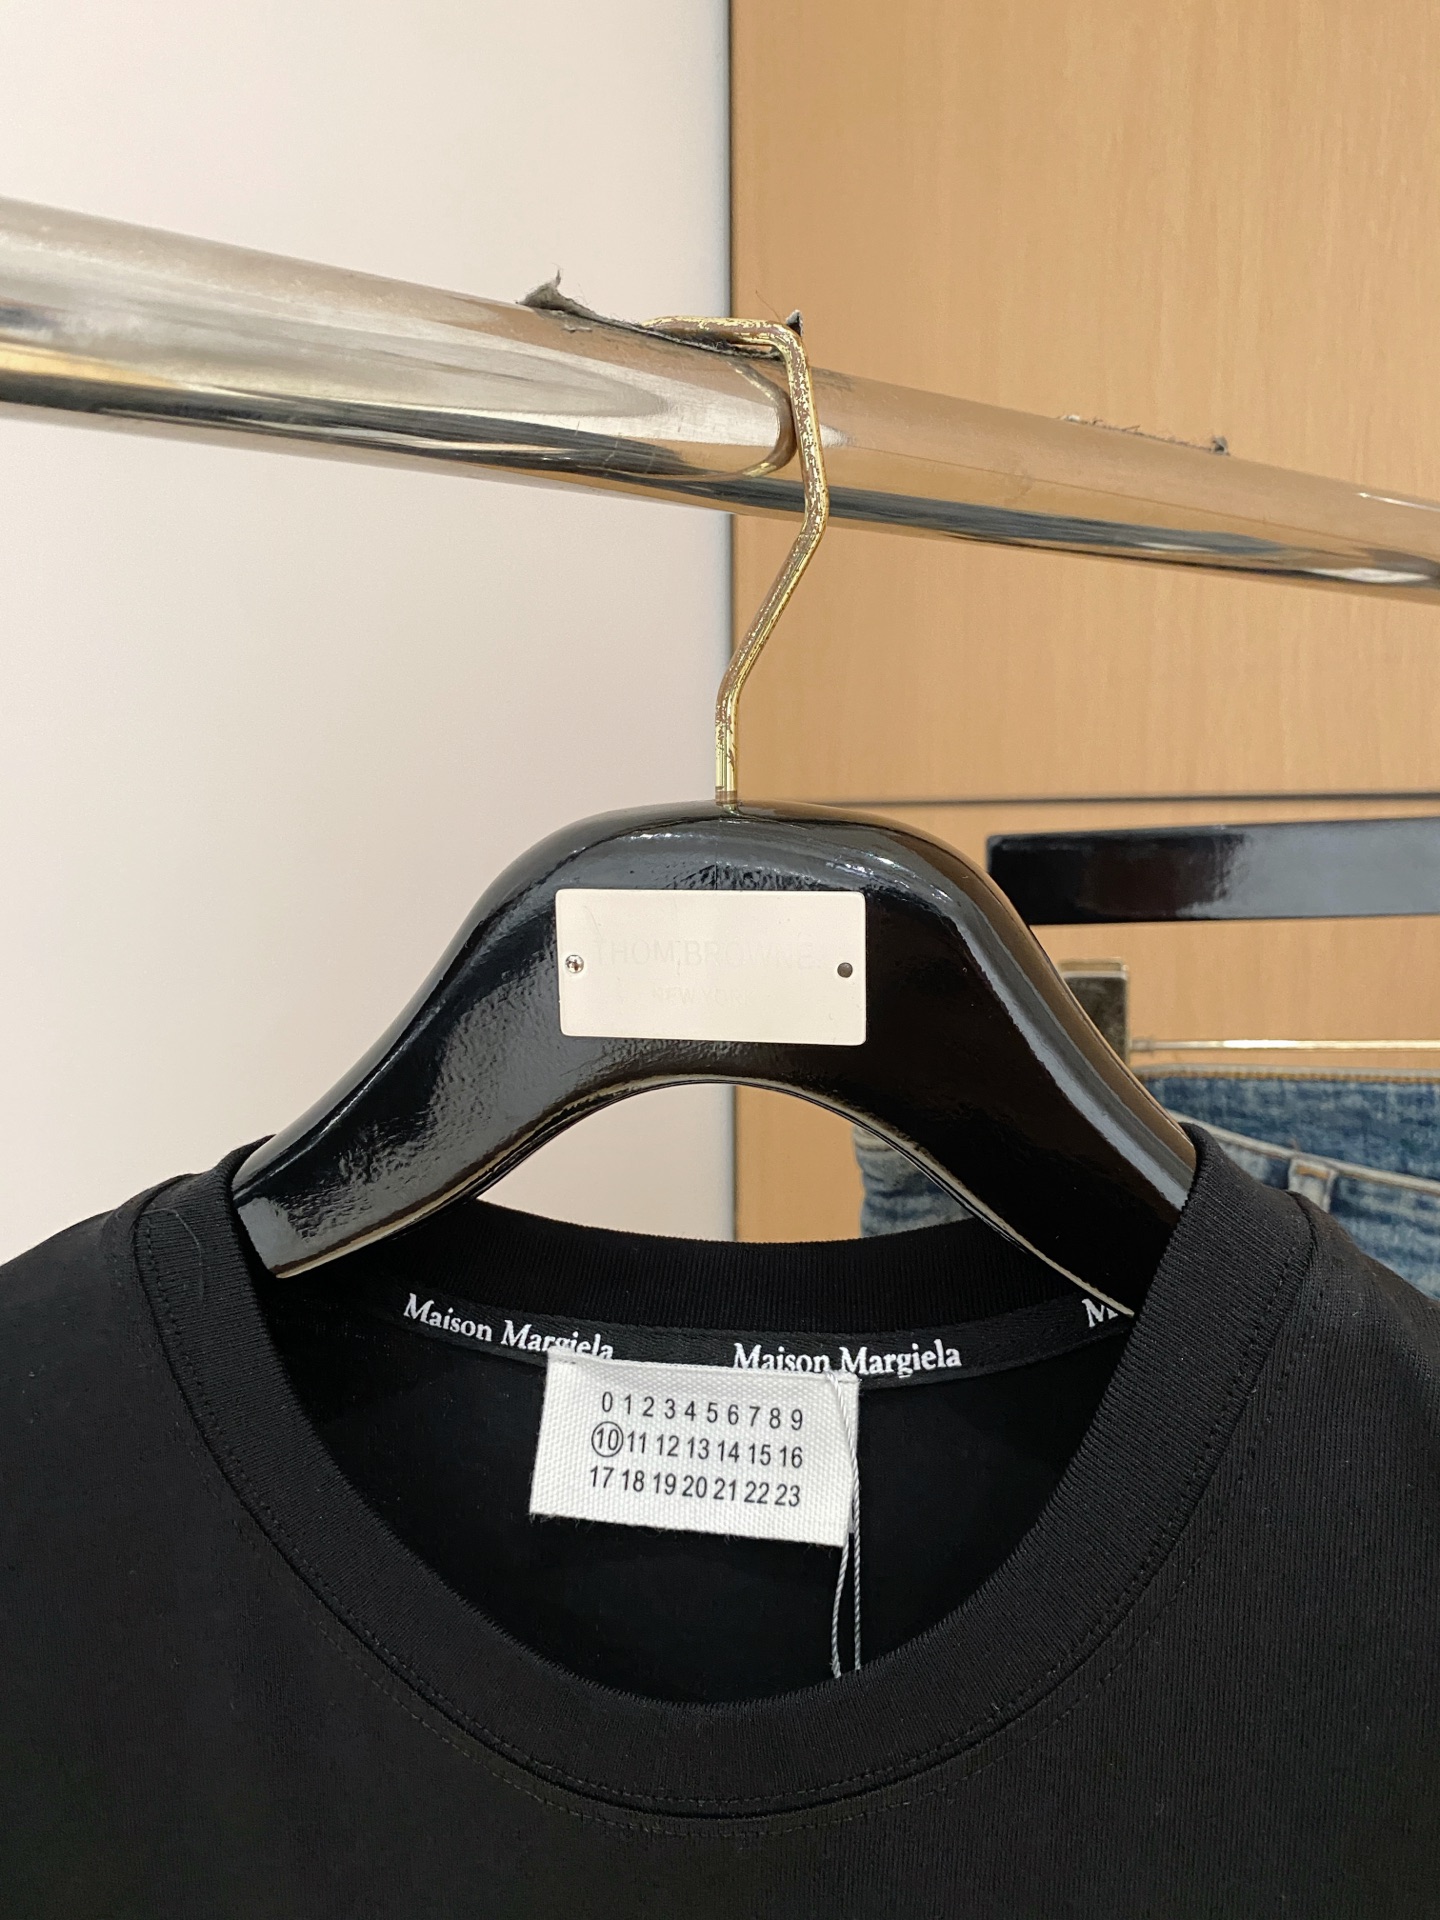 THOM BROWNE
NEW YORK
Maison Margiela
Maison Margiela
M
0 1 2 3 4 5 6 7 8 9
10 11 12 13 14 15 16
17 18 19 20 21 22 23